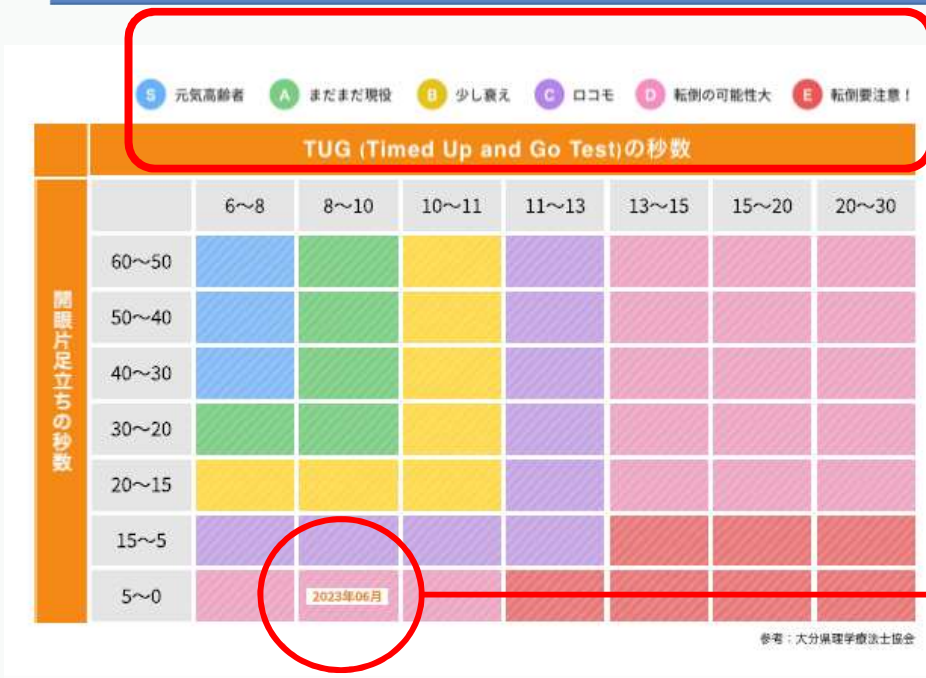 S 元気高齢者 A まだまだ現役 B 少し衰え C ロコモ D 転倒の可能性大 E 転倒要注意！
TUG (Timed Up and Go Test)の秒数
6〜8 8〜10 10〜11 11〜13 13〜15 15〜20 20〜30
開眼片足立ちの秒数
60〜50
50〜40
40〜30
30〜20
20〜15
15〜5
5〜0 2023年06月
参考：大分県理学療法士協会